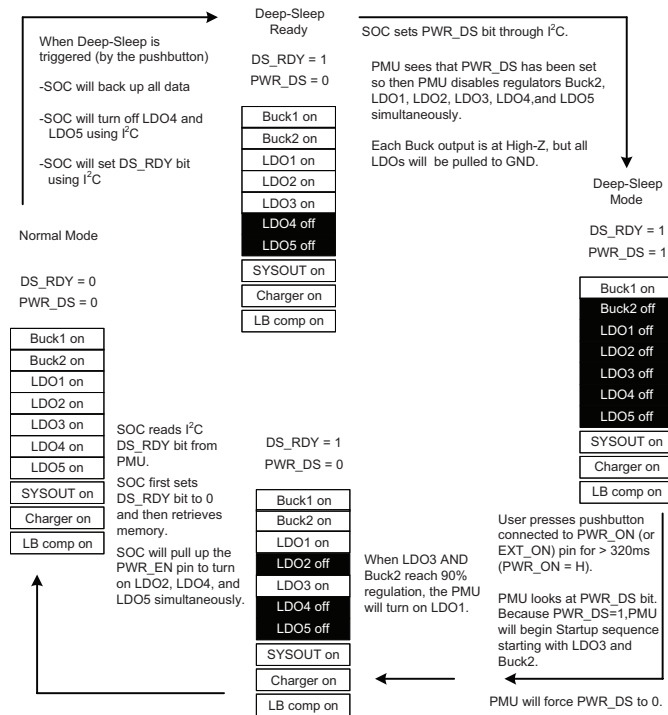 Deep-Sleep
Ready
DS_RDY = 1
PWR_DS = 0
When Deep-Sleep is
triggered (by the pushbutton)
-SOC will back up all data
-SOC will turn off LDO4 and
LDO5 using I²C
-SOC will set DS_RDY bit
using I²C
Buck1 on
Buck2 on
LDO1 on
LDO2 on
LDO3 on
LDO4 off
LDO5 off
SYSOUT on
Charger on
LB comp on
SOC sets PWR_DS bit through I²C.
PMU sees that PWR_DS has been set
so then PMU disables regulators Buck2,
LDO1, LDO2, LDO3, LDO4,and LDO5
simultaneously.
Each Buck output is at High-Z, but all
LDOs will be pulled to GND.
Deep-Sleep
Mode
DS_RDY = 1
PWR_DS = 1
Buck1 on
Buck2 off
LDO1 off
LDO2 off
LDO3 off
LDO4 off
LDO5 off
SYSOUT on
Charger on
LB comp on
Normal Mode
DS_RDY = 0
PWR_DS = 0
Buck1 on
Buck2 on
LDO1 on
LDO2 on
LDO3 on
LDO4 on
LDO5 on
SYSOUT on
Charger on
LB comp on
SOC reads I²C
DS_RDY bit from
PMU.
SOC first sets
DS_RDY bit to 0
and then retrieves
memory.
SOC will pull up the
PWR_EN pin to turn
on LDO2, LDO4, and
LDO5 simultaneously.
DS_RDY = 1
PWR_DS = 0
Buck1 on
Buck2 on
LDO1 on
LDO2 off
LDO3 on
LDO4 off
LDO5 off
SYSOUT on
Charger on
LB comp on
When LDO3 AND
Buck2 reach 90%
regulation, the PMU
will turn on LDO1.
User presses pushbutton
connected to PWR_ON (or
EXT_ON) pin for > 320ms
(PWR_ON = H).
PMU looks at PWR_DS bit.
Because PWR_DS=1,PMU
will begin Startup sequence
starting with LDO3 and
Buck2.
PMU will force PWR_DS to 0.